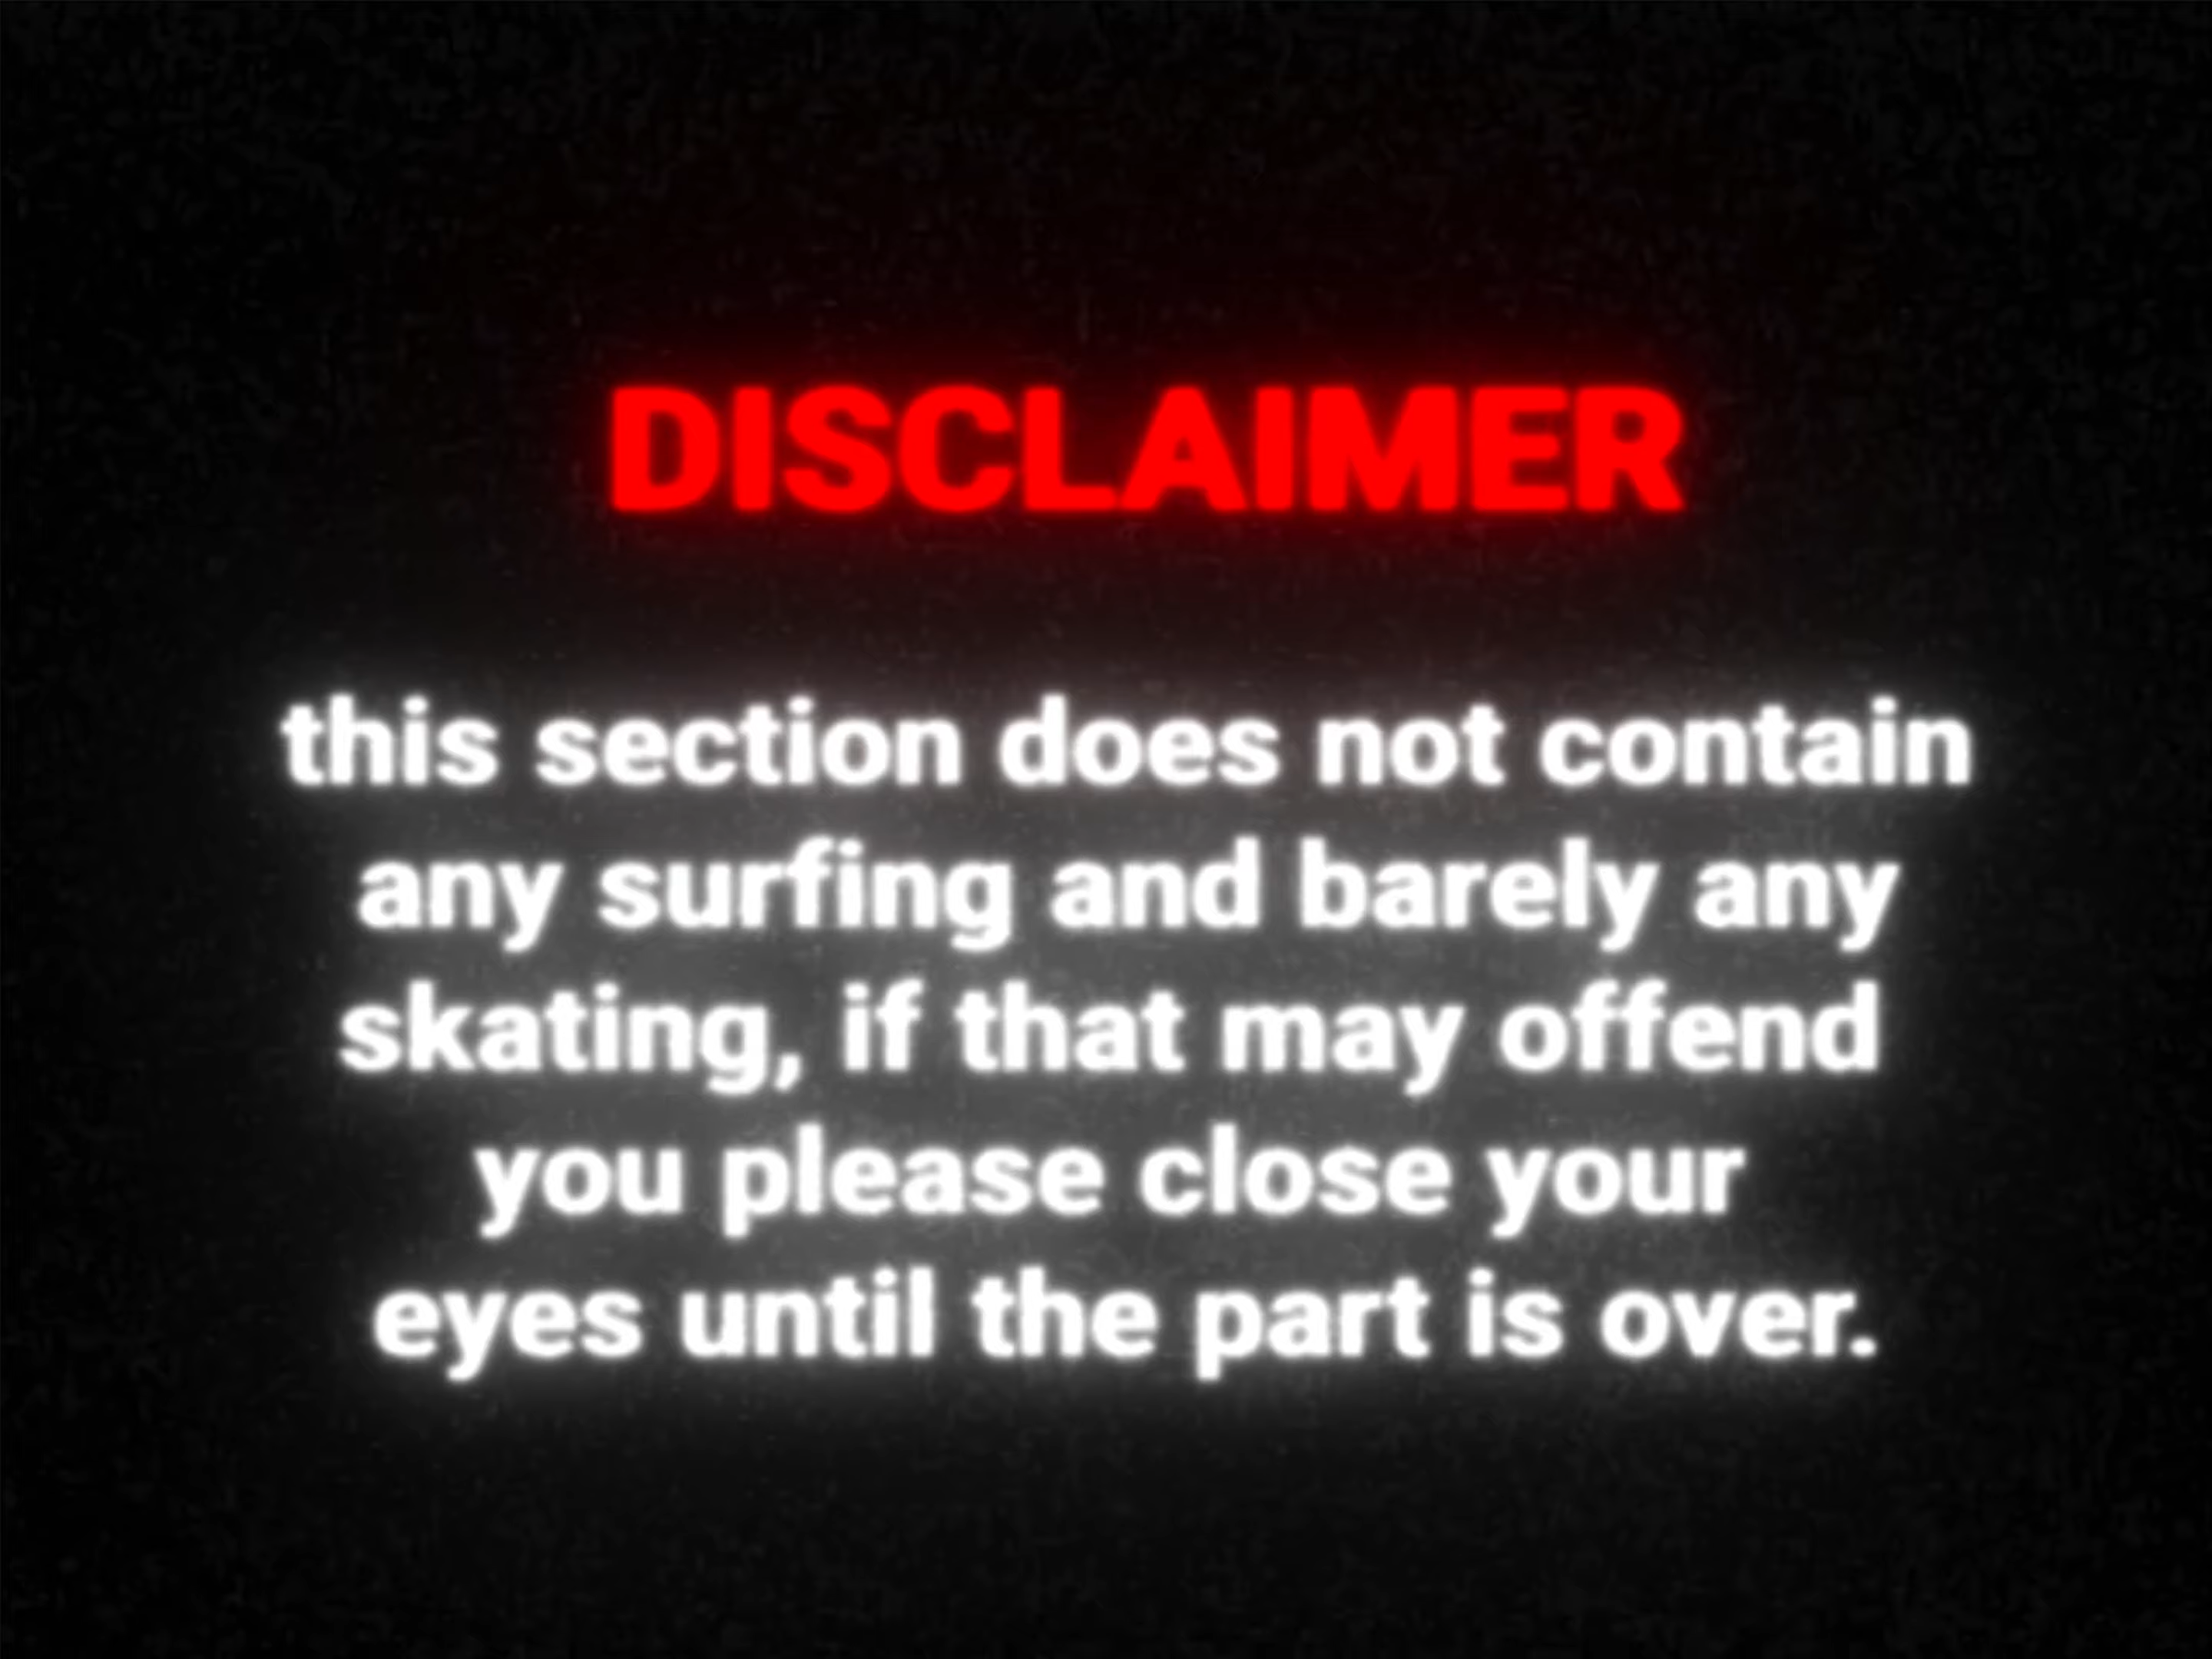 DISCLAIMER
this section does not contain
any surfing and barely any
skating, if that may offend
you please close your
eyes until the part is over.